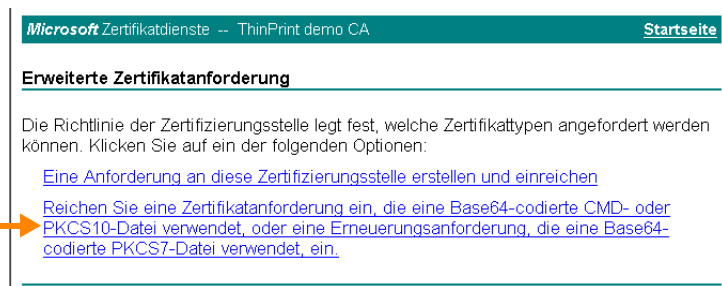 Microsoft Zertifikatdienste -- ThinPrint demo CA Startseite
Erweiterte Zertifikatanforderung
Die Richtlinie der Zertifizierungsstelle legt fest, welche Zertifikattypen angefordert werden
können. Klicken Sie auf ein der folgenden Optionen:
Eine Anforderung an diese Zertifizierungsstelle erstellen und einreichen
Reichen Sie eine Zertifikatanforderung ein, die eine Base64-codierte CMD- oder
PKCS10-Datei verwendet, oder eine Erneuerungsanforderung, die eine Base64-
codierte PKCS7-Datei verwendet, ein.